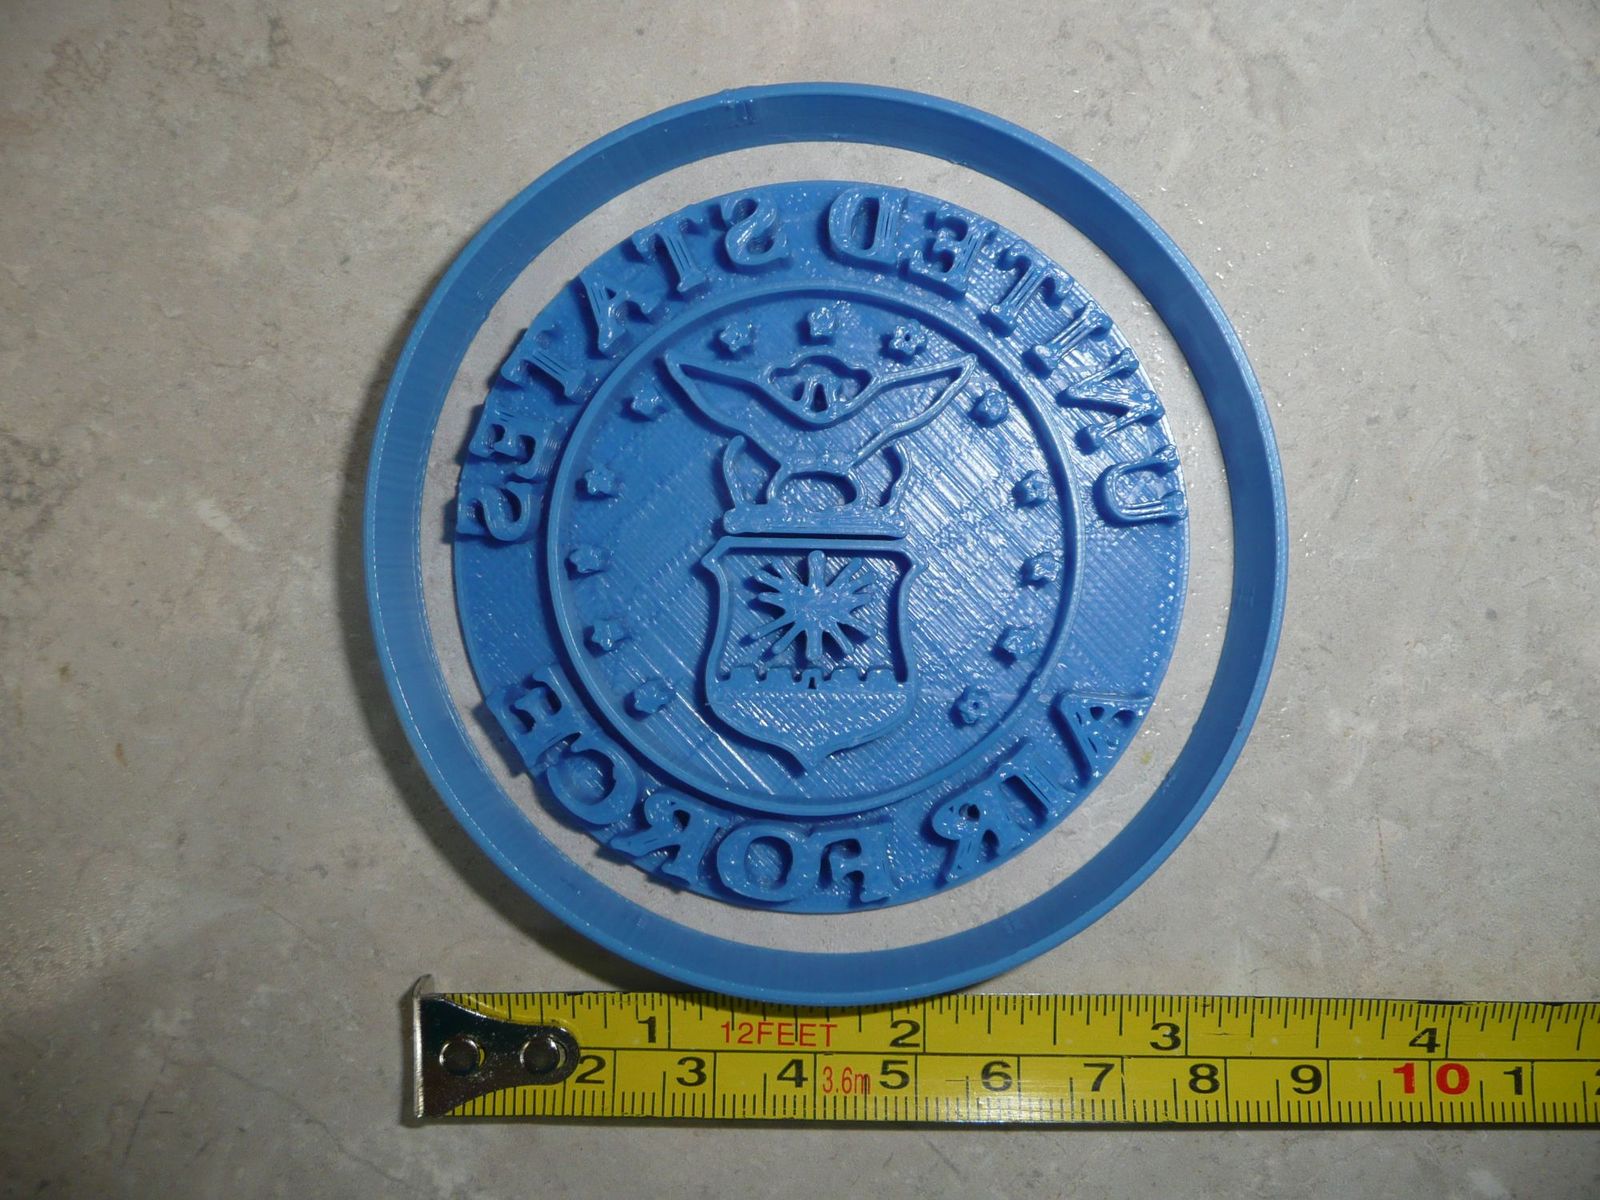 UNITED STATES
AIR FORCE
1 12FEET 2 3 4
2 3 4 3.6m 5 6 7 8 9 10 1